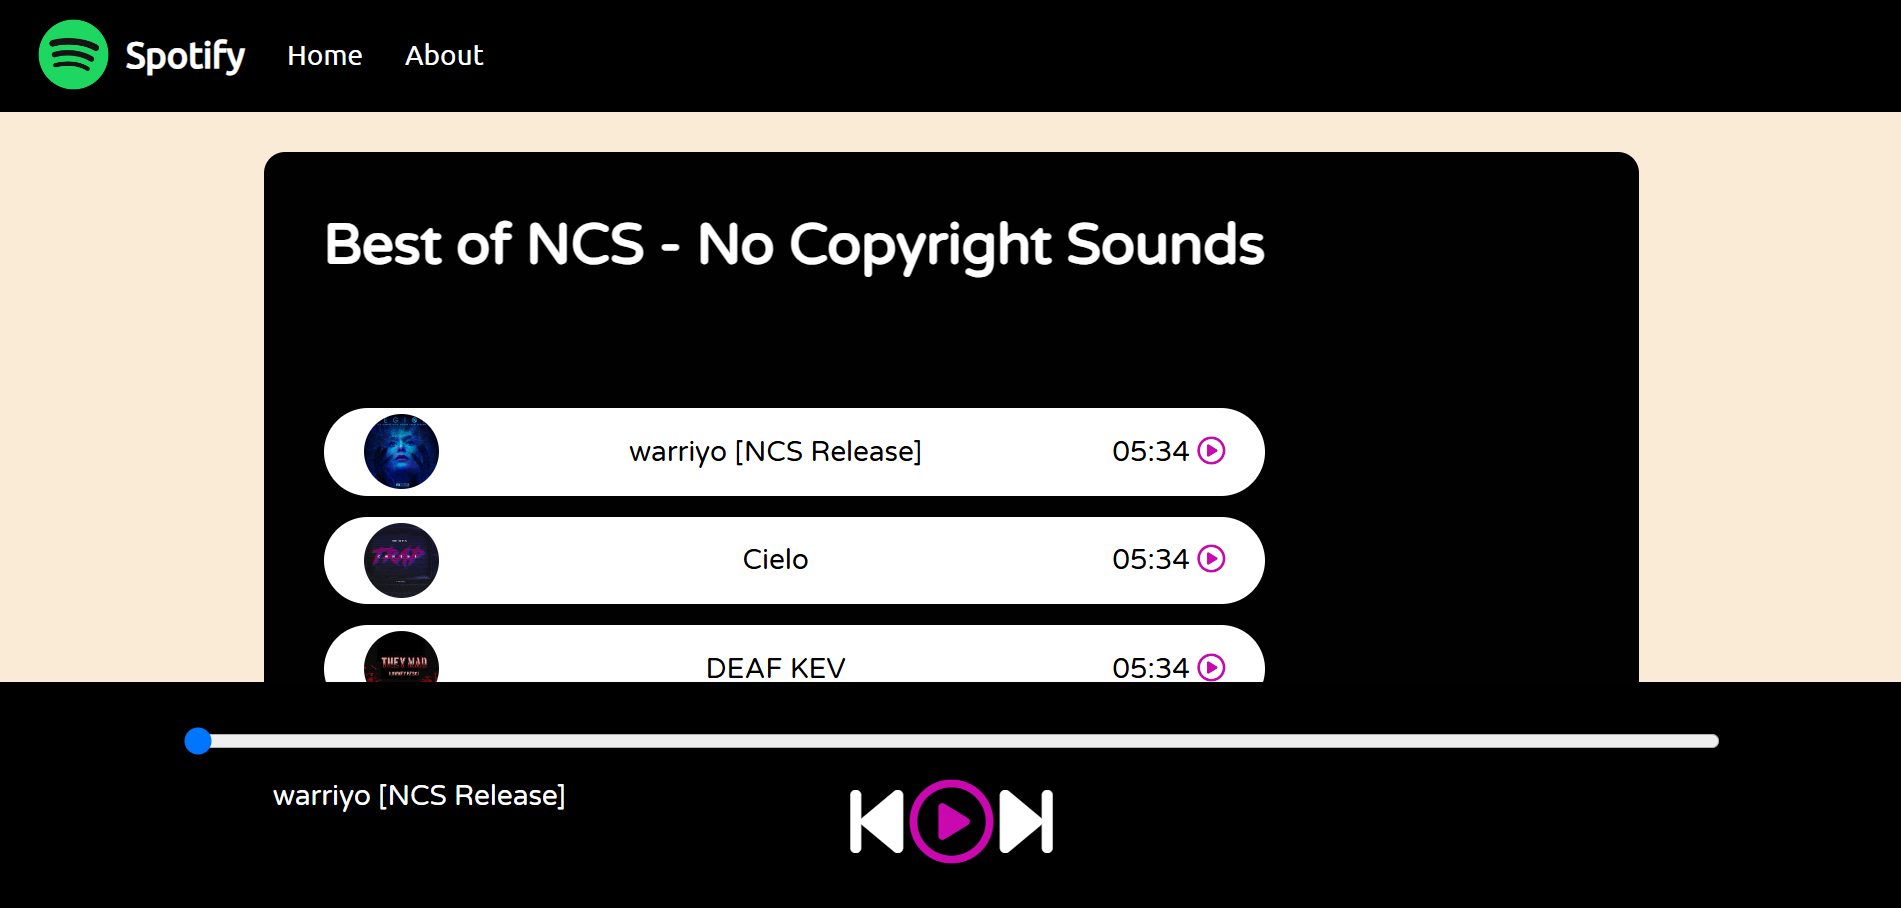 Spotify Home About
Best of NCS - No Copyright Sounds
warriyo [NCS Release] 05:34
TRAP
Cielo 05:34
THEY MAD
DEAF KEV 05:34
warriyo [NCS Release]